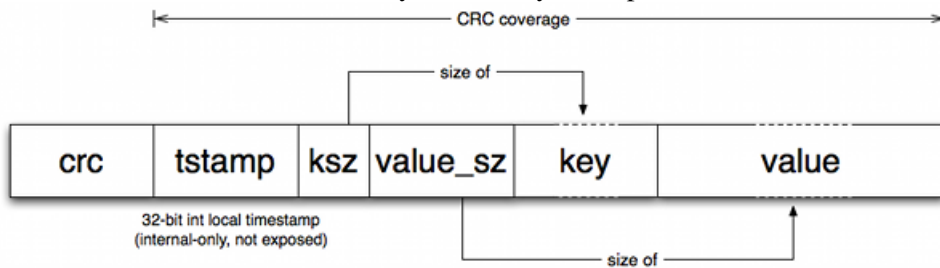 CRC coverage
size of
crc tstamp ksz value_sz key value
32-bit int local timestamp
(internal-only, not exposed)
size of